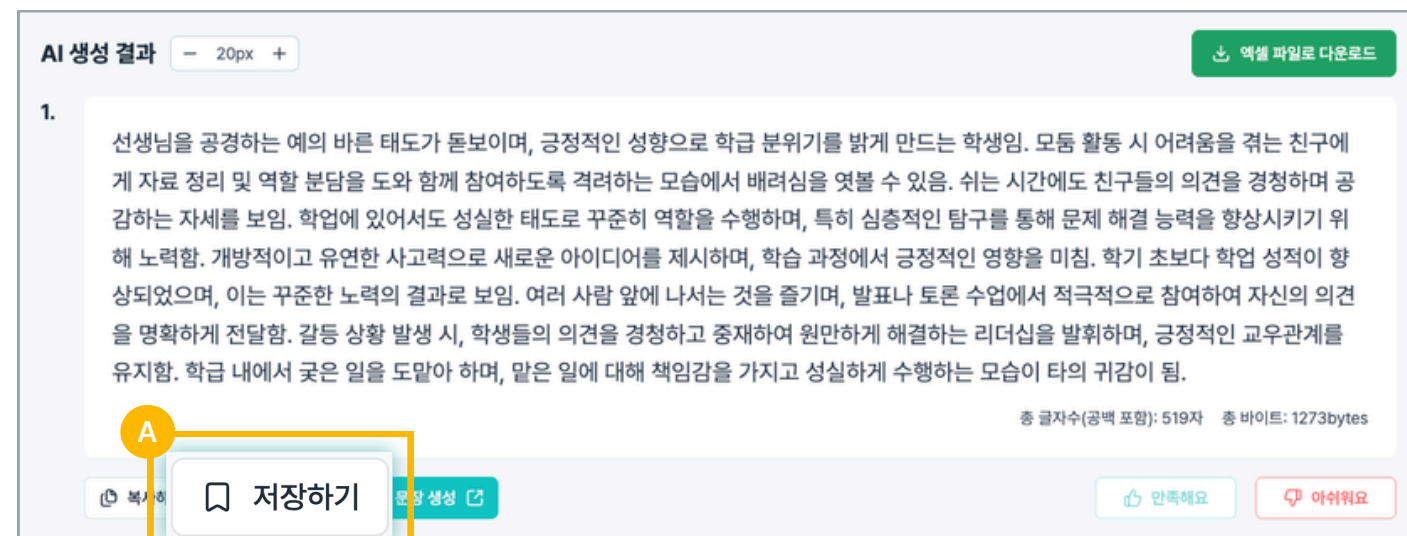 AI 생성 결과 - 20px +
엑셀 파일로 다운로드
1.
선생님을 공경하는 예의 바른 태도가 돋보이며, 긍정적인 성향으로 학급 분위기를 밝게 만드는 학생임. 모둠 활동 시 어려움을 겪는 친구에
게 자료 정리 및 역할 분담을 도와 함께 참여하도록 격려하는 모습에서 배려심을 엿볼 수 있음. 쉬는 시간에도 친구들의 의견을 경청하며 공
감하는 자세를 보임. 학업에 있어서도 성실한 태도로 꾸준히 역할을 수행하며, 특히 심층적인 탐구를 통해 문제 해결 능력을 향상시키기 위
해 노력함. 개방적이고 유연한 사고력으로 새로운 아이디어를 제시하며, 학습 과정에서 긍정적인 영향을 미침. 학기 초보다 학업 성적이 향
상되었으며, 이는 꾸준한 노력의 결과로 보임. 여러 사람 앞에 나서는 것을 즐기며, 발표나 토론 수업에서 적극적으로 참여하여 자신의 의견
을 명확하게 전달함. 갈등 상황 발생 시, 학생들의 의견을 경청하고 중재하여 원만하게 해결하는 리더십을 발휘하며, 긍정적인 교우관계를
유지함. 학급 내에서 궂은 일을 도맡아 하며, 맡은 일에 대해 책임감을 가지고 성실하게 수행하는 모습이 타의 귀감이 됨.
총 글자수(공백 포함): 519자 총 바이트: 1273bytes
A
저장하기
생성
만족해요
아쉬워요